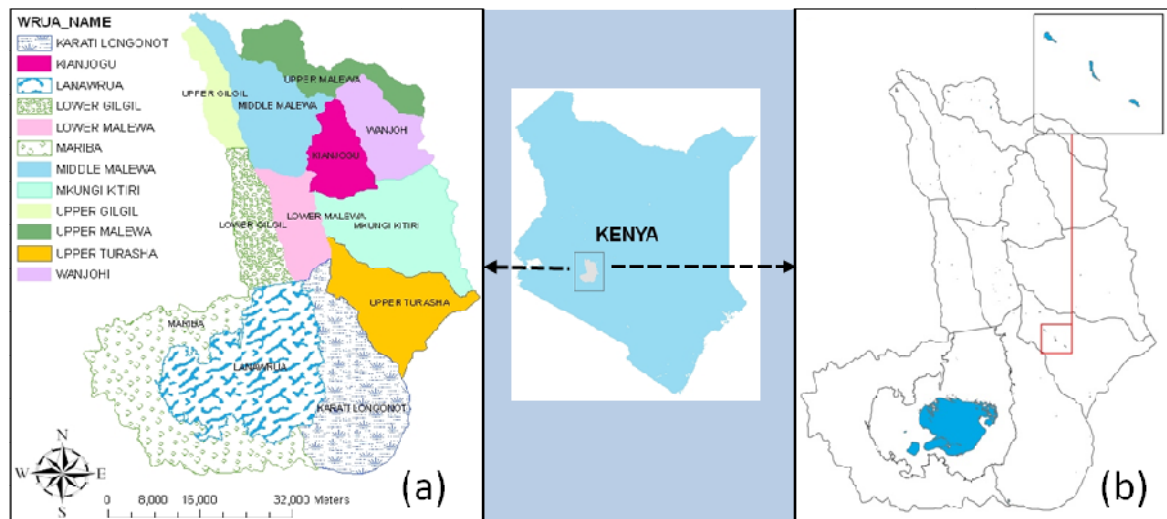 WRUA_NAME
KARATI LONGONOT
KIANJOGU
LANAWRUA
LOWER GILGIL
LOWER MALEWA
MARIBA
MIDDLE MALEWA
MKUNGI KTIRI
UPPER GILGIL
UPPER MALEWA
UPPER TURASHA
WANJOHI
UPPER MALEWA
UPPER GILGIL
MIDDLE MALEWA
WANJOH
KIANJOGU
LOWER GILGIL
LOWER MALEWA
MKUNGI KITIRI
UPPER TURASHA
MARIBA
LANAWRUA
KARATI LONGONOT
N
W
E
S
0 8,000 16,000 32,000 Meters
(a)
KENYA
(b)